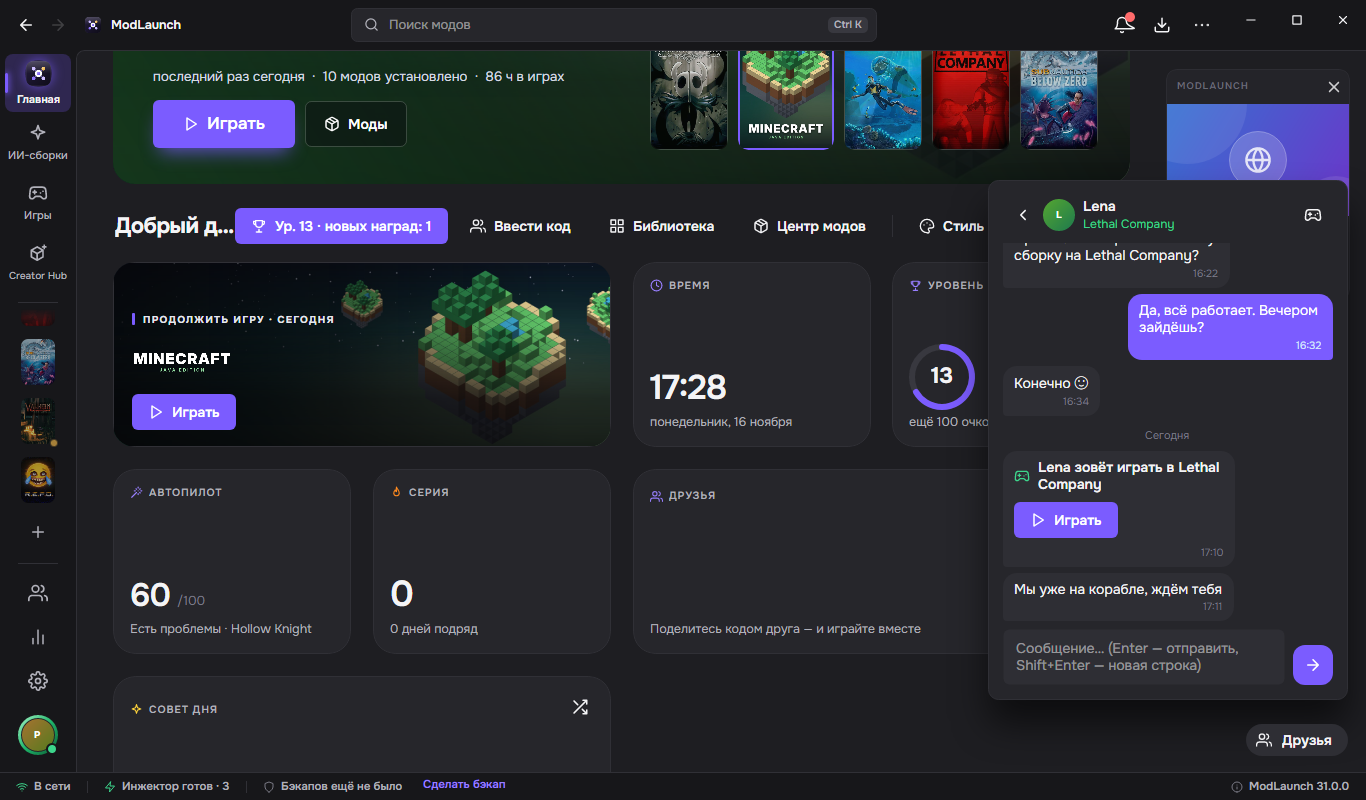 ModLaunch
Поиск модов
Ctrl K
Главная
ИИ-сборки
Игры
Creator Hub
P
последний раз сегодня · 10 модов установлено · 86 ч в играх
Играть
Моды
MINECRAFT
JAVA EDITION
COMPANY
BELOW ZERO
MODLAUNCH
Добрый д...
Ур. 13 · новых наград: 1
Ввести код
Библиотека
Центр модов
Стиль
ПРОДОЛЖИТЬ ИГРУ · СЕГОДНЯ
MINECRAFT
JAVA EDITION
Играть
ВРЕМЯ
17:28
понедельник, 16 ноября
УРОВЕНЬ
13
ещё 100 очко
АВТОПИЛОТ
60 /100
Есть проблемы · Hollow Knight
СЕРИЯ
0
0 дней подряд
ДРУЗЬЯ
Поделитесь кодом друга — и играйте вместе
СОВЕТ ДНЯ
L
Lena
Lethal Company
сборку на Lethal Company?
16:22
Да, всё работает. Вечером
зайдёшь?
16:32
Конечно
16:34
Сегодня
Lena зовёт играть в Lethal
Company
Играть
17:10
Мы уже на корабле, ждём тебя
17:11
Сообщение... (Enter — отправить,
Shift+Enter — новая строка)
Друзья
В сети
Инжектор готов · 3
Бэкапов ещё не было
Сделать бэкап
ModLaunch 31.0.0